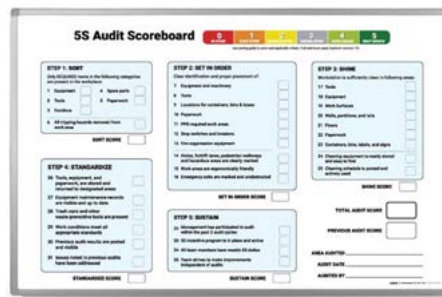 5S Audit Scoreboard
0 1 2 3 4 5
STEP 1: SORT
Only REQUIRED items in the following categories are present in the workplace:
1 Equipment
2 Tools
3 Furniture
4 Spare parts
5 Paperwork
6 All tripping hazards removed from work area
SORT SCORE
STEP 2: SET IN ORDER
Clear identification and proper placement of:
7 Equipment and machinery
8 Tools
9 Locations for containers, bins & boxes
10 Paperwork
11 PPE required work areas
12 Stop switches and breakers
13 Fire suppression equipment
14 Aisles, forklift lanes, pedestrian walkways and hazardous areas are clearly marked
15 Work areas are ergonomically friendly
16 Emergency exits are marked and unobstructed
SET IN ORDER SCORE
STEP 3: SHINE
Workstation is sufficiently clean in following areas:
17 Tools
18 Equipment
19 Work Surfaces
20 Walls, partitions, and rails
21 Floors
22 Paperwork
23 Containers, bins, labels, and signs
24 Cleaning equipment is neatly stored and easy to find
25 Cleaning schedule is posted and actively used
SHINE SCORE
STEP 4: STANDARDIZE
26 Tools, equipment, and paperwork, are stored and returned to designated areas
27 Equipment maintenance records are visible and up to date
28 Trash cans and other waste preventive tools are present
29 Work conditions meet all appropriate standards
30 Previous audit results are posted and visible
31 Issues noted in previous audits have been addressed
STANDARDIZE SCORE
STEP 5: SUSTAIN
32 Management has participated in audit within the past 3 audit cycles
33 5S incentive program is in place and active
34 All team members have weekly 5S duties
35 Team strives to make improvements independent of audits
SUSTAIN SCORE
TOTAL AUDIT SCORE
PREVIOUS AUDIT SCORE
AREA AUDITED
AUDIT DATE
AUDITED BY